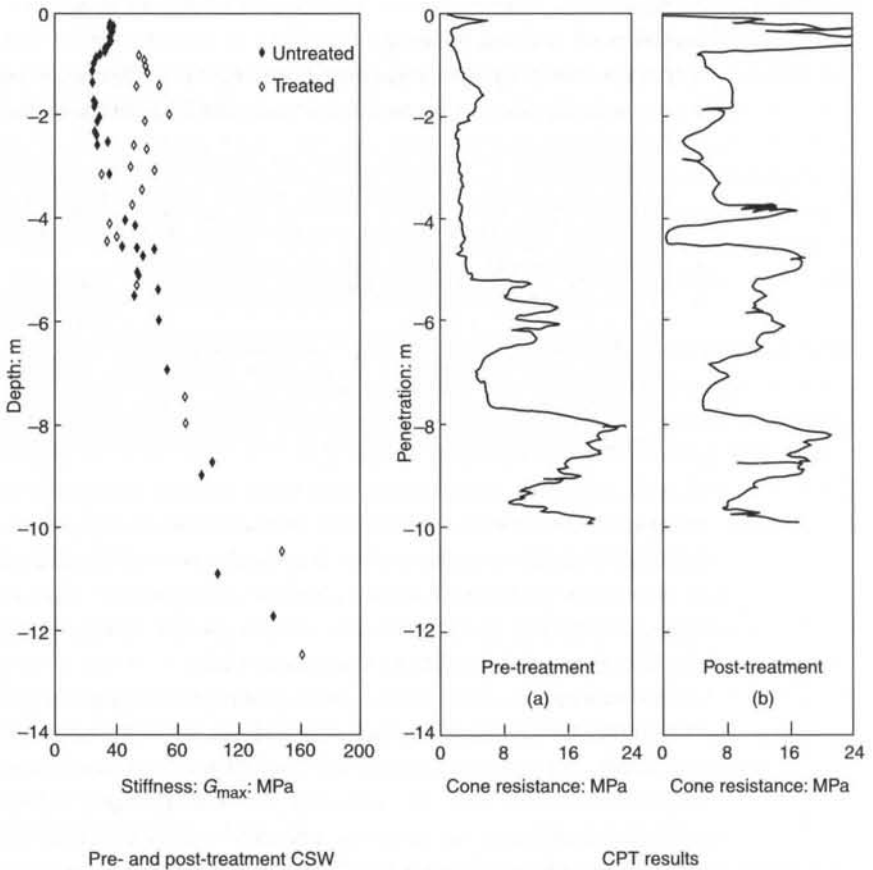 0
−2
−4
−6
−8
−10
−12
−14
Depth: m
0 40 60 120 160 200
Stiffness: Gmax: MPa
Untreated
Treated
0
−2
−4
−6
−8
−10
−12
−14
Penetration: m
Pre-treatment
(a)
0 8 16 24
Cone resistance: MPa
Post-treatment
(b)
0 8 16 24
Cone resistance: MPa
Pre- and post-treatment CSW
CPT results